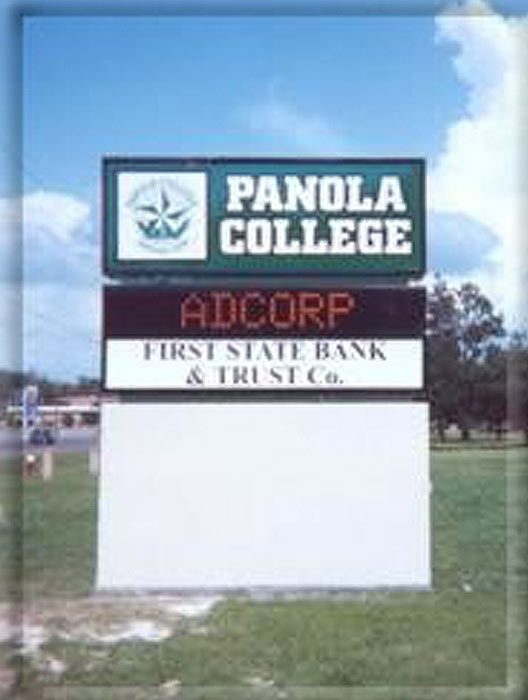 PANOLA
COLLEGE
ADCORP
FIRST STATE BANK
& TRUST Co.